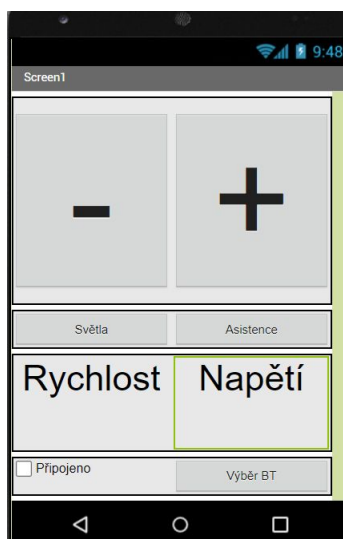 9:48
Screen1
- +
Světla Asistence
Rychlost Napětí
Připojeno Výběr BT